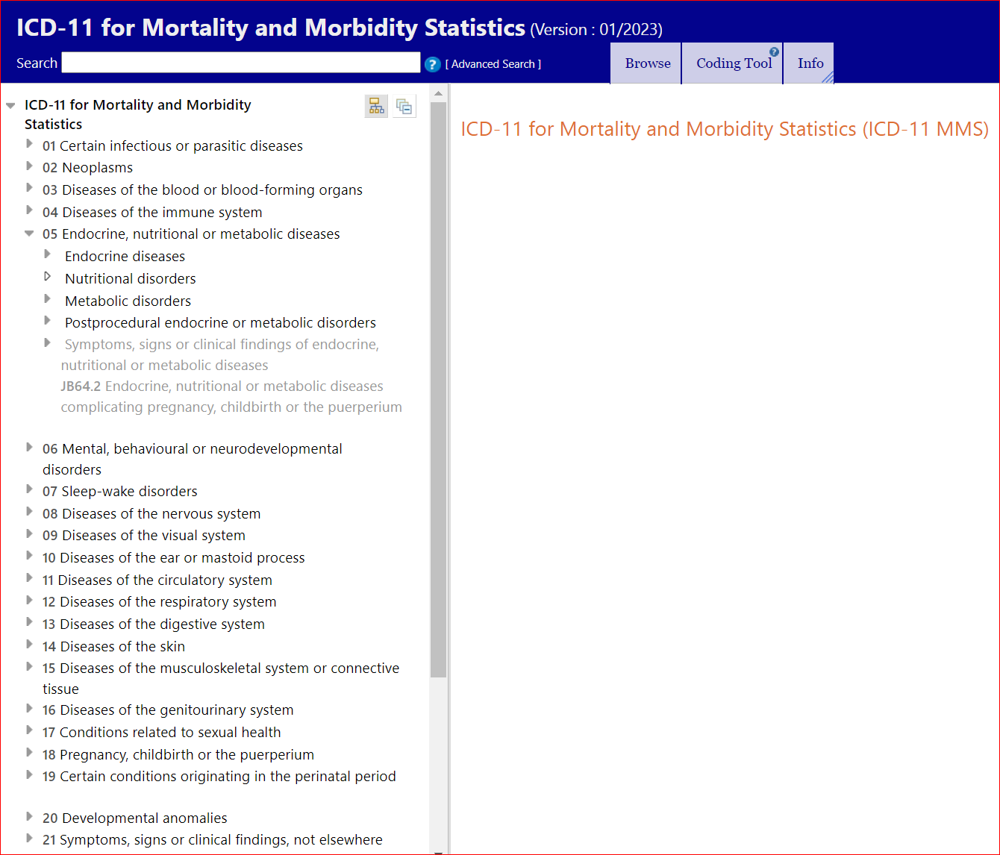 ICD-11 for Mortality and Morbidity Statistics (Version : 01/2023)
Search ? [ Advanced Search ]
Browse
Coding Tool ?
Info
ICD-11 for Mortality and Morbidity
Statistics
01 Certain infectious or parasitic diseases
02 Neoplasms
03 Diseases of the blood or blood-forming organs
04 Diseases of the immune system
05 Endocrine, nutritional or metabolic diseases
Endocrine diseases
Nutritional disorders
Metabolic disorders
Postprocedural endocrine or metabolic disorders
Symptoms, signs or clinical findings of endocrine,
nutritional or metabolic diseases
JB64.2 Endocrine, nutritional or metabolic diseases
complicating pregnancy, childbirth or the puerperium
06 Mental, behavioural or neurodevelopmental
disorders
07 Sleep-wake disorders
08 Diseases of the nervous system
09 Diseases of the visual system
10 Diseases of the ear or mastoid process
11 Diseases of the circulatory system
12 Diseases of the respiratory system
13 Diseases of the digestive system
14 Diseases of the skin
15 Diseases of the musculoskeletal system or connective
tissue
16 Diseases of the genitourinary system
17 Conditions related to sexual health
18 Pregnancy, childbirth or the puerperium
19 Certain conditions originating in the perinatal period
20 Developmental anomalies
21 Symptoms, signs or clinical findings, not elsewhere
ICD-11 for Mortality and Morbidity Statistics (ICD-11 MMS)